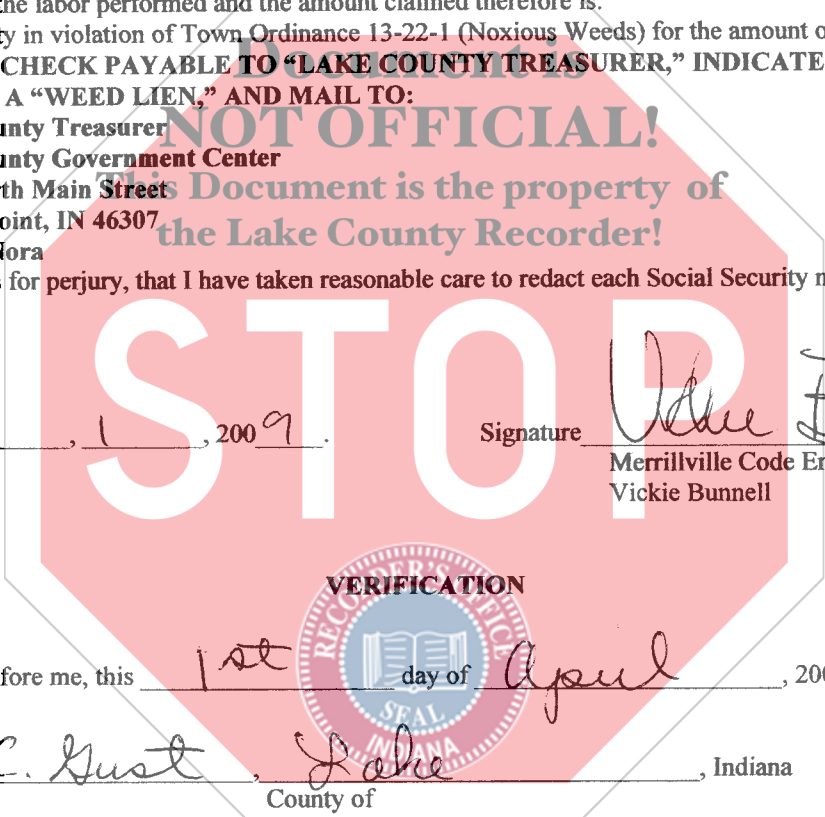 the labor performed and the amount claimed therefore is:
ty in violation of Town Ordinance 13-22-1 (Noxious Weeds) for the amount o
CHECK PAYABLE TO “LAKE COUNTY TREASURER,” INDICATE
A “WEED LIEN,” AND MAIL TO:
unty Treasurer
unty Government Center
th Main Street
oint, IN 46307
Nora
s for perjury, that I have taken reasonable care to redact each Social Security n
Document is
NOT OFFICIAL!
This Document is the property of
the Lake County Recorder!
STOP
, 1, 2009. Signature Vickie
Merrillville Code En
Vickie Bunnell
VERIFICATION
fore me, this 1st day of April, 200
C. Gust, Lake, Indiana
County of
RECORDER'S OFFICE
SEAL
INDIANA